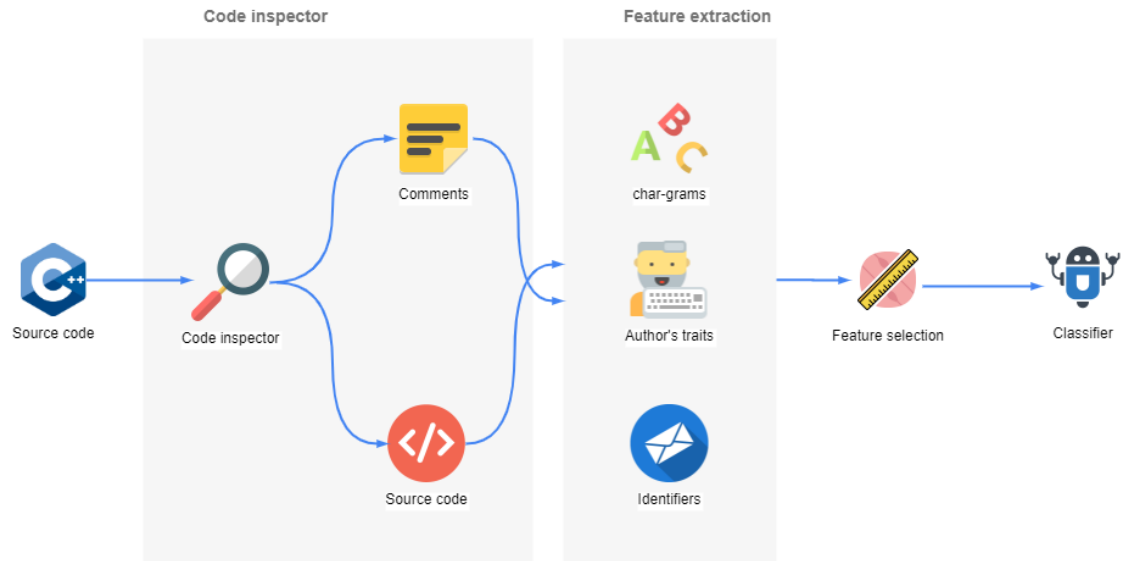 Code inspector
Feature extraction
Comments
char-grams
C++
Source code
Code inspector
Author's traits
Feature selection
Classifier
</>
Source code
Identifiers
A B C